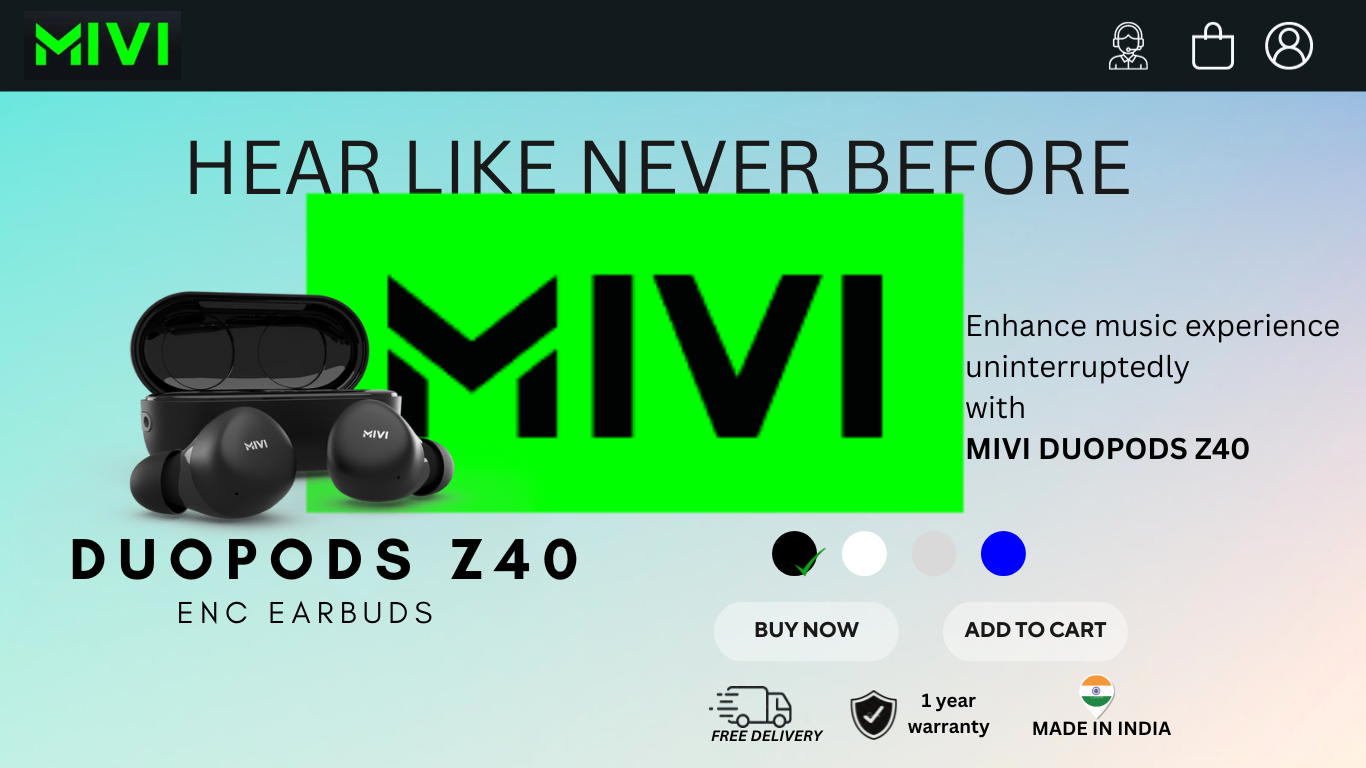 MIVI
HEAR LIKE NEVER BEFORE
MIVI
MIVI
MIVI
Enhance music experience
uninterruptedly
with
MIVI DUOPODS Z40
DUOPODS Z40
ENC EARBUDS
BUY NOW
ADD TO CART
FREE DELIVERY
1 year
warranty
MADE IN INDIA